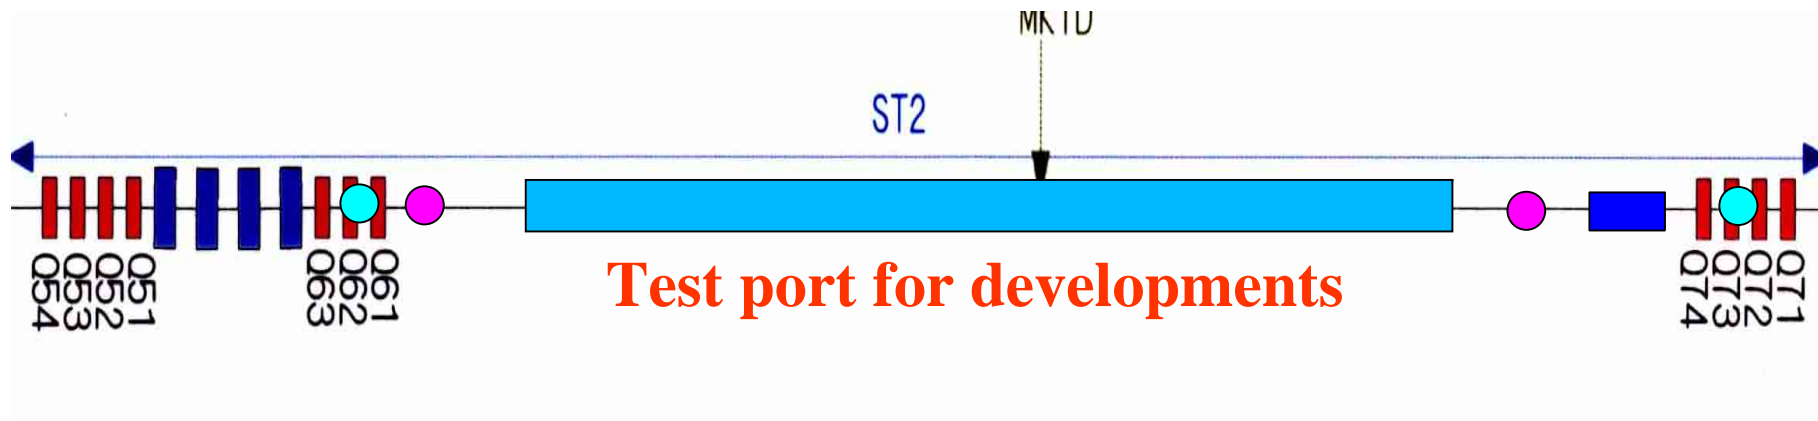 ST2
Q54
Q53
Q52
Q51
Q63
Q62
Q61
Test port for developments
Q74
Q73
Q72
Q71